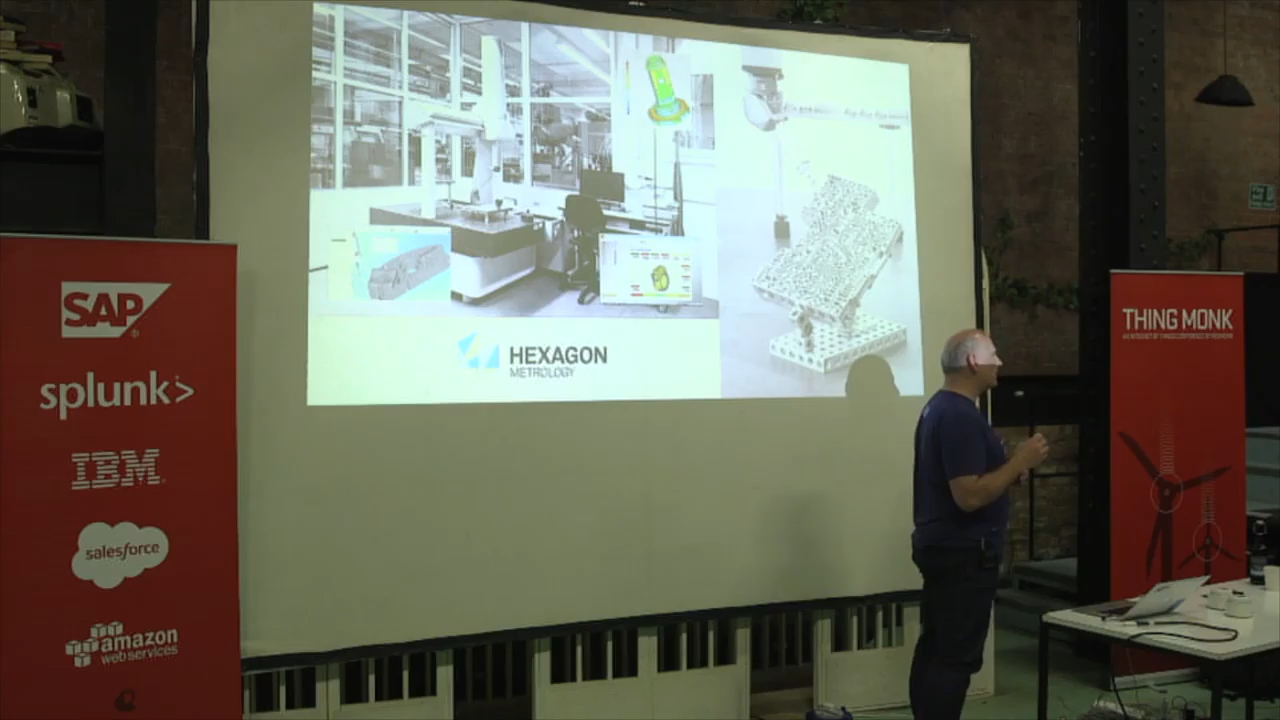 SAP
splunk>
IBM
salesforce
amazon
web services
HEXAGON
METROLOGY
THING MONK